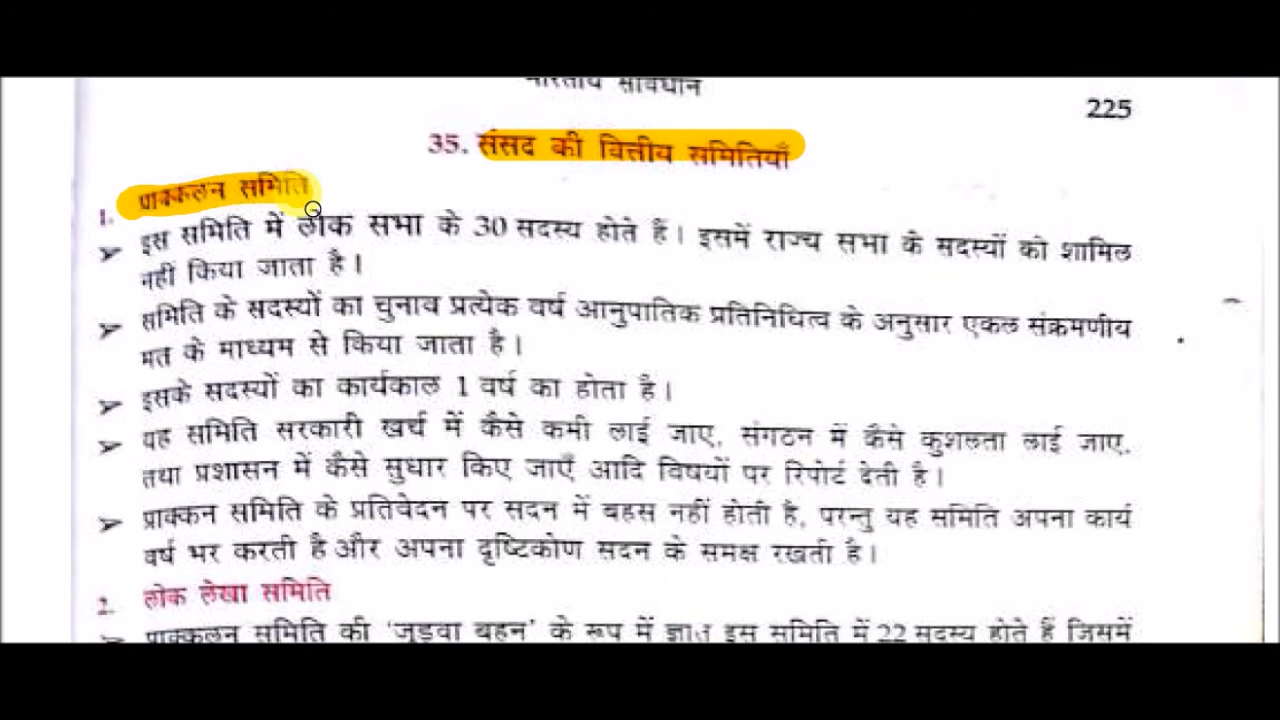 भारतीय संविधान
225
35. संसद की वित्तीय समितियाँ
1. प्राक्कलन समिति
➤ इस समिति में लोक सभा के 30 सदस्य होते हैं। इसमें राज्य सभा के सदस्यों को शामिल
नहीं किया जाता है।
➤ समिति के सदस्यों का चुनाव प्रत्येक वर्ष आनुपातिक प्रतिनिधित्व के अनुसार एकल संक्रमणीय
मत के माध्यम से किया जाता है।
➤ इसके सदस्यों का कार्यकाल 1 वर्ष का होता है।
➤ यह समिति सरकारी खर्च में कैसे कमी लाई जाए, संगठन में कैसे कुशलता लाई जाए,
तथा प्रशासन में कैसे सुधार किए जाएँ आदि विषयों पर रिपोर्ट देती है।
➤ प्राक्कन समिति के प्रतिवेदन पर सदन में बहस नहीं होती है, परन्तु यह समिति अपना कार्य
वर्ष भर करती है और अपना दृष्टिकोण सदन के समक्ष रखती है।
2. लोक लेखा समिति
➤ प्राक्कलन समिति की 'जुड़वा बहन' के रूप में ज्ञात इस समिति में 22 सदस्य होते हैं जिसमें